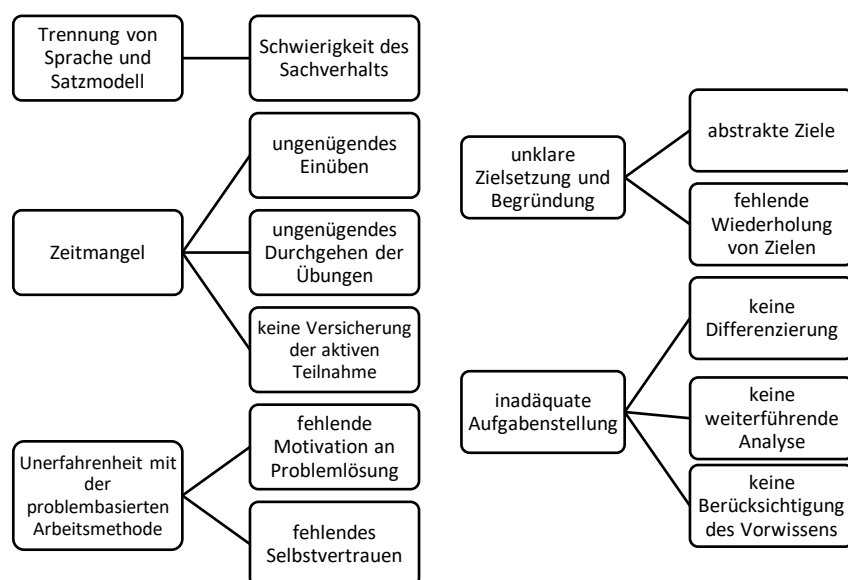 Trennung von
Sprache und
Satzmodell
Schwierigkeit des
Sachverhalts
Zeitmangel
ungenügendes
Einüben
ungenügendes
Durchgehen der
Übungen
keine Versicherung
der aktiven
Teilnahme
Unerfahrenheit mit
der
problembasierten
Arbeitsmethode
fehlende
Motivation an
Problemlösung
fehlendes
Selbstvertrauen
unklare
Zielsetzung und
Begründung
abstrakte Ziele
fehlende
Wiederholung
von Zielen
inadäquate
Aufgabenstellung
keine
Differenzierung
keine
weiterführende
Analyse
keine
Berücksichtigung
des Vorwissens